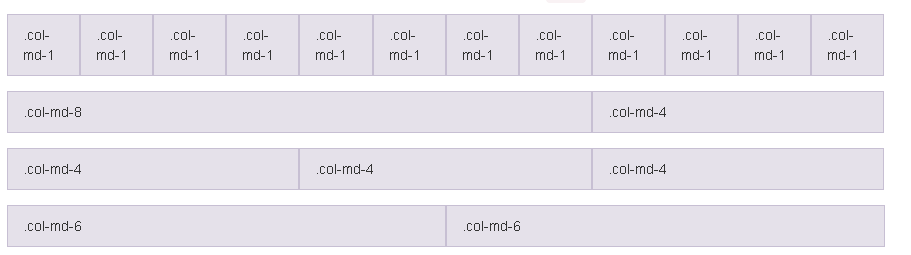 .col- .col- .col- .col- .col- .col- .col- .col- .col- .col- .col- .col-
md-1 md-1 md-1 md-1 md-1 md-1 md-1 md-1 md-1 md-1 md-1 md-1
.col-md-8 .col-md-4
.col-md-4 .col-md-4 .col-md-4
.col-md-6 .col-md-6